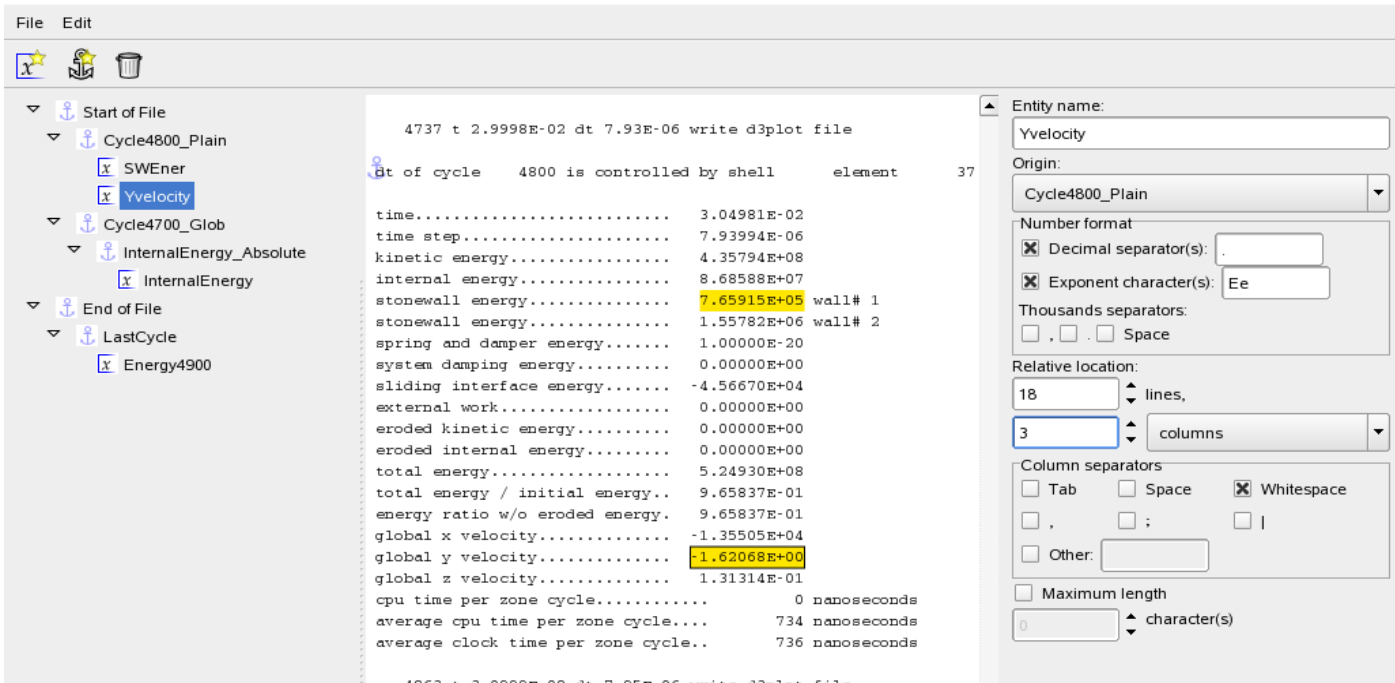 File Edit
Start of File
Cycle4800_Plain
x SWEner
x Yvelocity
Cycle4700_Glob
InternalEnergy_Absolute
x InternalEnergy
End of File
LastCycle
x Energy4900
4737 t 2.9998E-02 dt 7.93E-06 write d3plot file
dt of cycle 4800 is controlled by shell element 37
time........................... 3.04981E-02
time step...................... 7.93994E-06
kinetic energy................. 4.35794E+08
internal energy................ 8.68588E+07
stonewall energy............... 7.65915E+05 wall# 1
stonewall energy............... 1.55782E+06 wall# 2
spring and damper energy....... 1.00000E-20
system damping energy.......... 0.00000E+00
sliding interface energy....... -4.56670E+04
external work.................. 0.00000E+00
eroded kinetic energy.......... 0.00000E+00
eroded internal energy......... 0.00000E+00
total energy................... 5.24930E+08
total energy / initial energy.. 9.65837E-01
energy ratio w/o eroded energy. 9.65837E-01
global x velocity.............. -1.35505E+04
global y velocity.............. -1.62068E+00
global z velocity.............. 1.31314E-01
cpu time per zone cycle............ 0 nanoseconds
average cpu time per zone cycle.... 734 nanoseconds
average clock time per zone cycle.. 736 nanoseconds
Entity name:
Yvelocity
Origin:
Cycle4800_Plain
Number format
Decimal separator(s): .
Exponent character(s): Ee
Thousands separators:
, . Space
Relative location:
18 lines,
3 columns
Column separators
Tab Space Whitespace
, ; |
Other:
Maximum length
0 character(s)